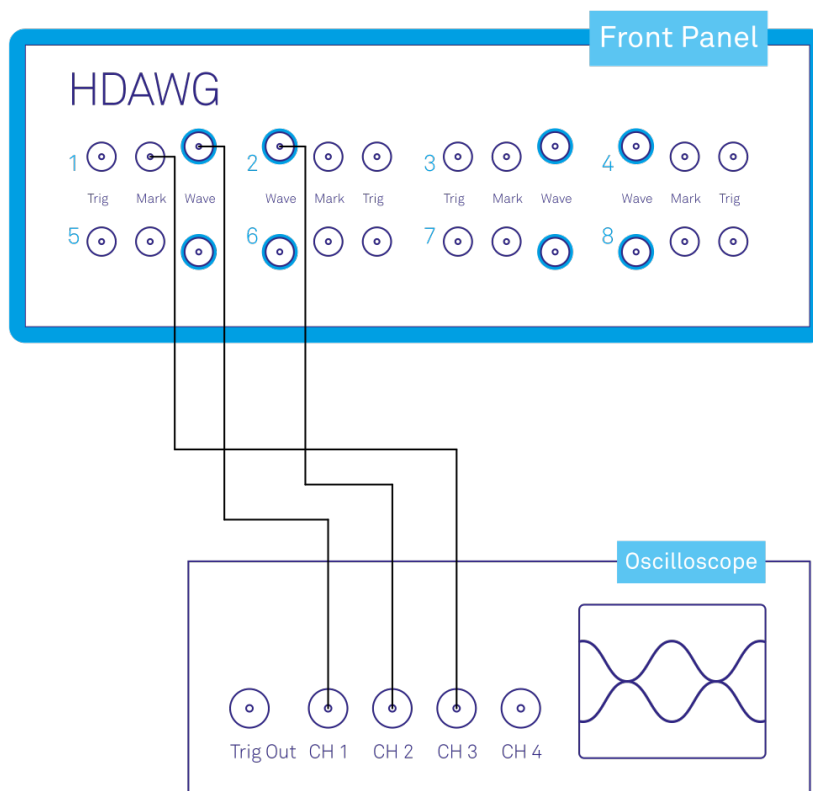 Front Panel
HDAWG
1 2 3 4
Trig Mark Wave Wave Mark Trig Trig Mark Wave Wave Mark Trig
5 6 7 8
Oscilloscope
Trig Out CH 1 CH 2 CH 3 CH 4